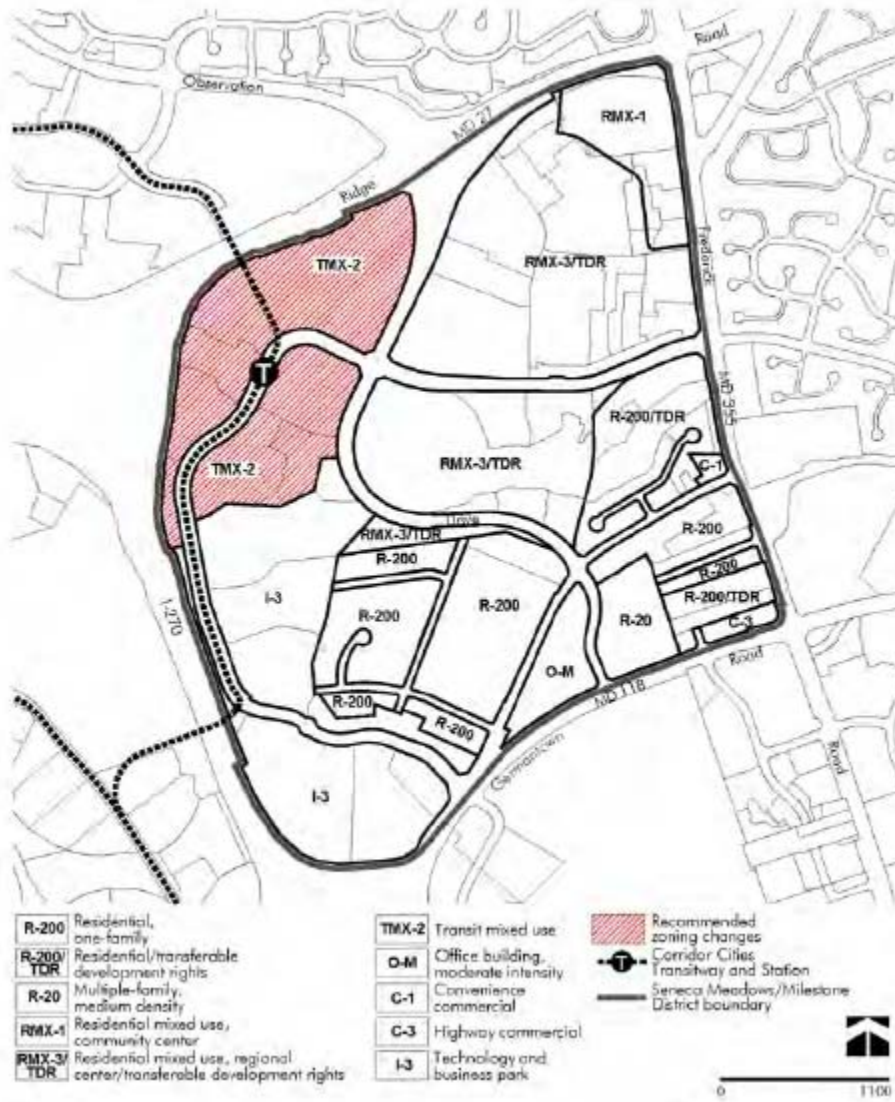 Road
Observation
MD 27
RMX-1
Ridge
Frederick
TMX-2
RMX-3/TDR
T
MD 355
R-200/TDR
TMX-2
RMX-3/TDR
C-1
Drive
R-200
RMX-3/TDR
R-200
R-200
I-3
R-200/TDR
I-270
R-200
R-200
R-20
C-3
O-M
Road
MD 118
R-200
R-200
Germantown
Road
I-3
R-200 Residential, one-family
R-200/TDR Residential/transferable development rights
R-20 Multiple-family, medium density
RMX-1 Residential mixed use, community center
RMX-3/TDR Residential mixed use, regional center/transferable development rights
TMX-2 Transit mixed use
O-M Office building, moderate intensity
C-1 Convenience commercial
C-3 Highway commercial
I-3 Technology and business park
Recommended zoning changes
T Corridor Cities Transitway and Station
Seneca Meadows/Milestone District boundary
0 1100